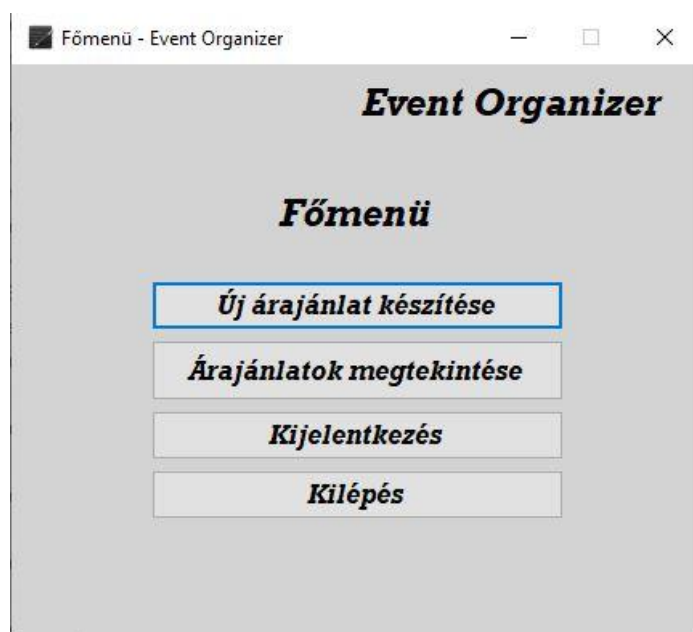 Főmenü - Event Organizer
Event Organizer
Főmenü
Új árajánlat készítése
Árajánlatok megtekintése
Kijelentkezés
Kilépés